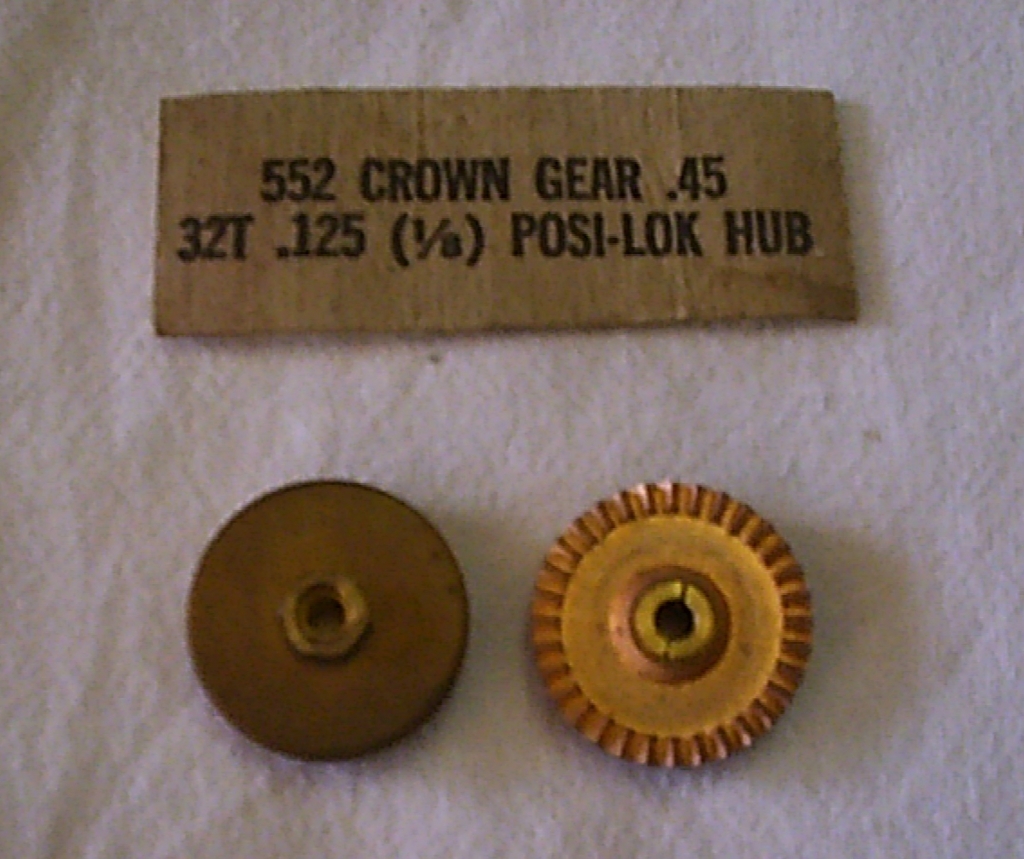 552 CROWN GEAR .45
32T .125 (⅛) POSI-LOK HUB